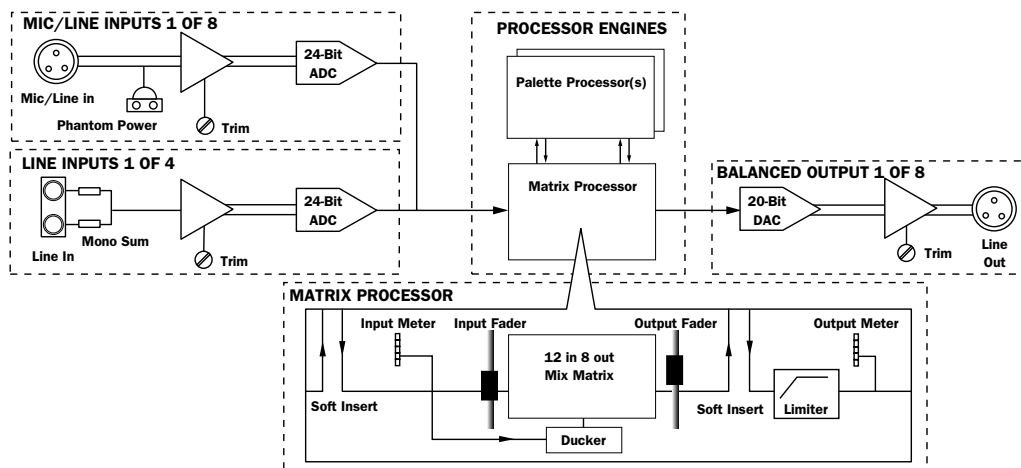 MIC/LINE INPUTS 1 OF 8
24-Bit
ADC
Mic/Line in
Phantom Power
Trim
LINE INPUTS 1 OF 4
24-Bit
ADC
Mono Sum
Line In
Trim
PROCESSOR ENGINES
Palette Processor(s)
Matrix Processor
BALANCED OUTPUT 1 OF 8
20-Bit
DAC
Trim
Line
Out
MATRIX PROCESSOR
Input Meter
Input Fader
Output Fader
Output Meter
12 in 8 out
Mix Matrix
Soft Insert
Soft Insert
Limiter
Ducker